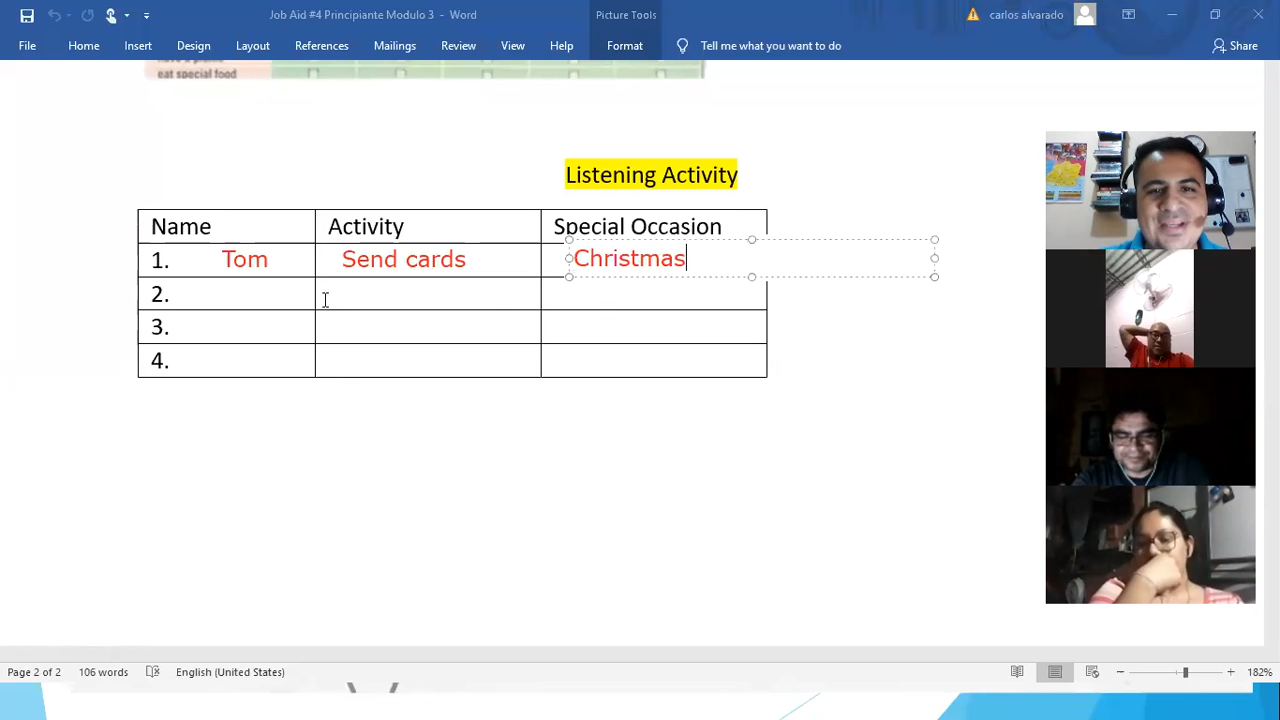 Job Aid #4 Principiante Modulo 3 - Word
Picture Tools
carlos alvarado
File Home Insert Design Layout References Mailings Review View Help Format Tell me what you want to do Share
eat special food
Listening Activity
Name Activity Special Occasion
1. Tom Send cards Christmas
2.
3.
4.
Page 2 of 2 106 words English (United States) 182%